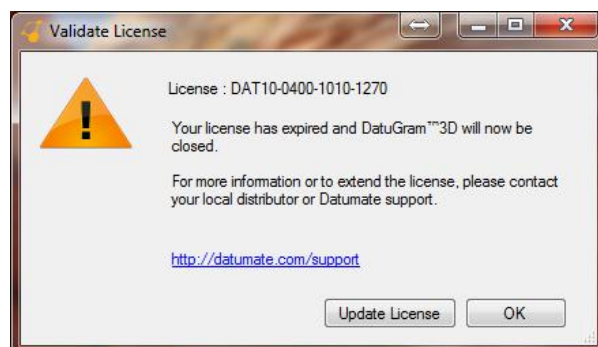 Validate License
License : DAT10-0400-1010-1270
Your license has expired and DatuGram™3D will now be
closed.
For more information or to extend the license, please contact
your local distributor or Datumate support.
http://datumate.com/support
Update License
OK